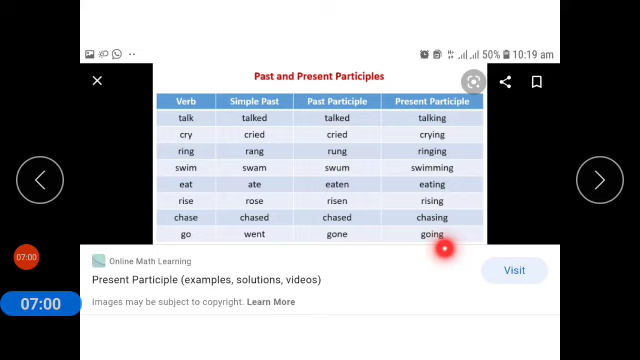 50% 10:19 am
Past and Present Participles
Verb Simple Past Past Participle Present Participle
talk talked talked talking
cry cried cried crying
ring rang rung ringing
swim swam swum swimming
eat ate eaten eating
rise rose risen rising
chase chased chased chasing
go went gone going
07:00
Online Math Learning
Present Participle (examples, solutions, videos)
Visit
07:00
Images may be subject to copyright. Learn More